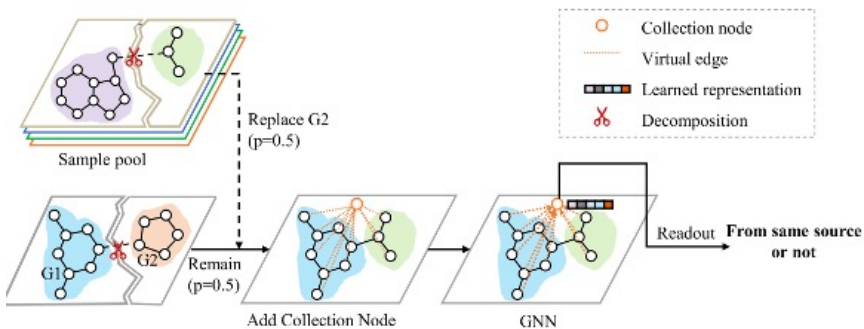 Collection node
Virtual edge
Learned representation
Decomposition
Sample pool
Replace G2
(p=0.5)
G1
G2
Remain
(p=0.5)
Add Collection Node
GNN
Readout
From same source
or not